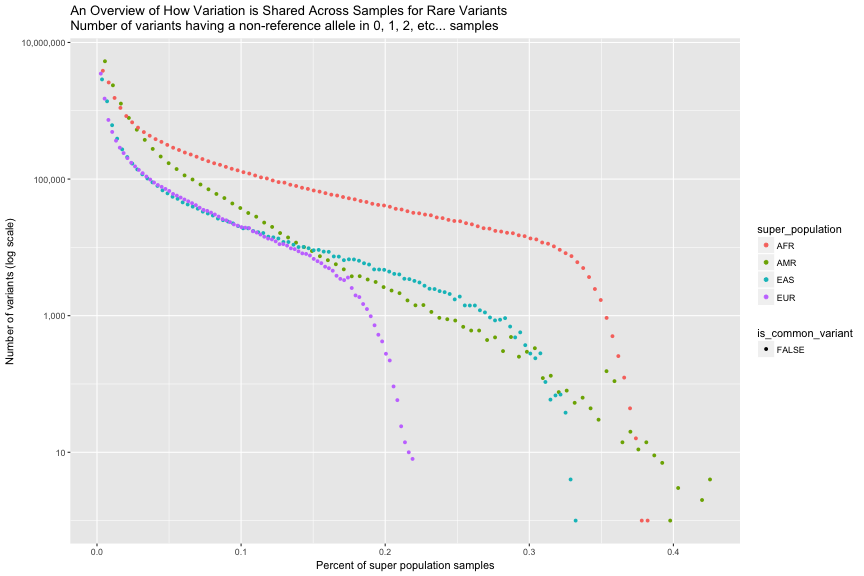 An Overview of How Variation is Shared Across Samples for Rare Variants
Number of variants having a non-reference allele in 0, 1, 2, etc... samples
Number of variants (log scale)
10,000,000
100,000
1,000
10
0.0
0.1
0.2
0.3
0.4
Percent of super population samples
super_population
AFR
AMR
EAS
EUR
is_common_variant
FALSE